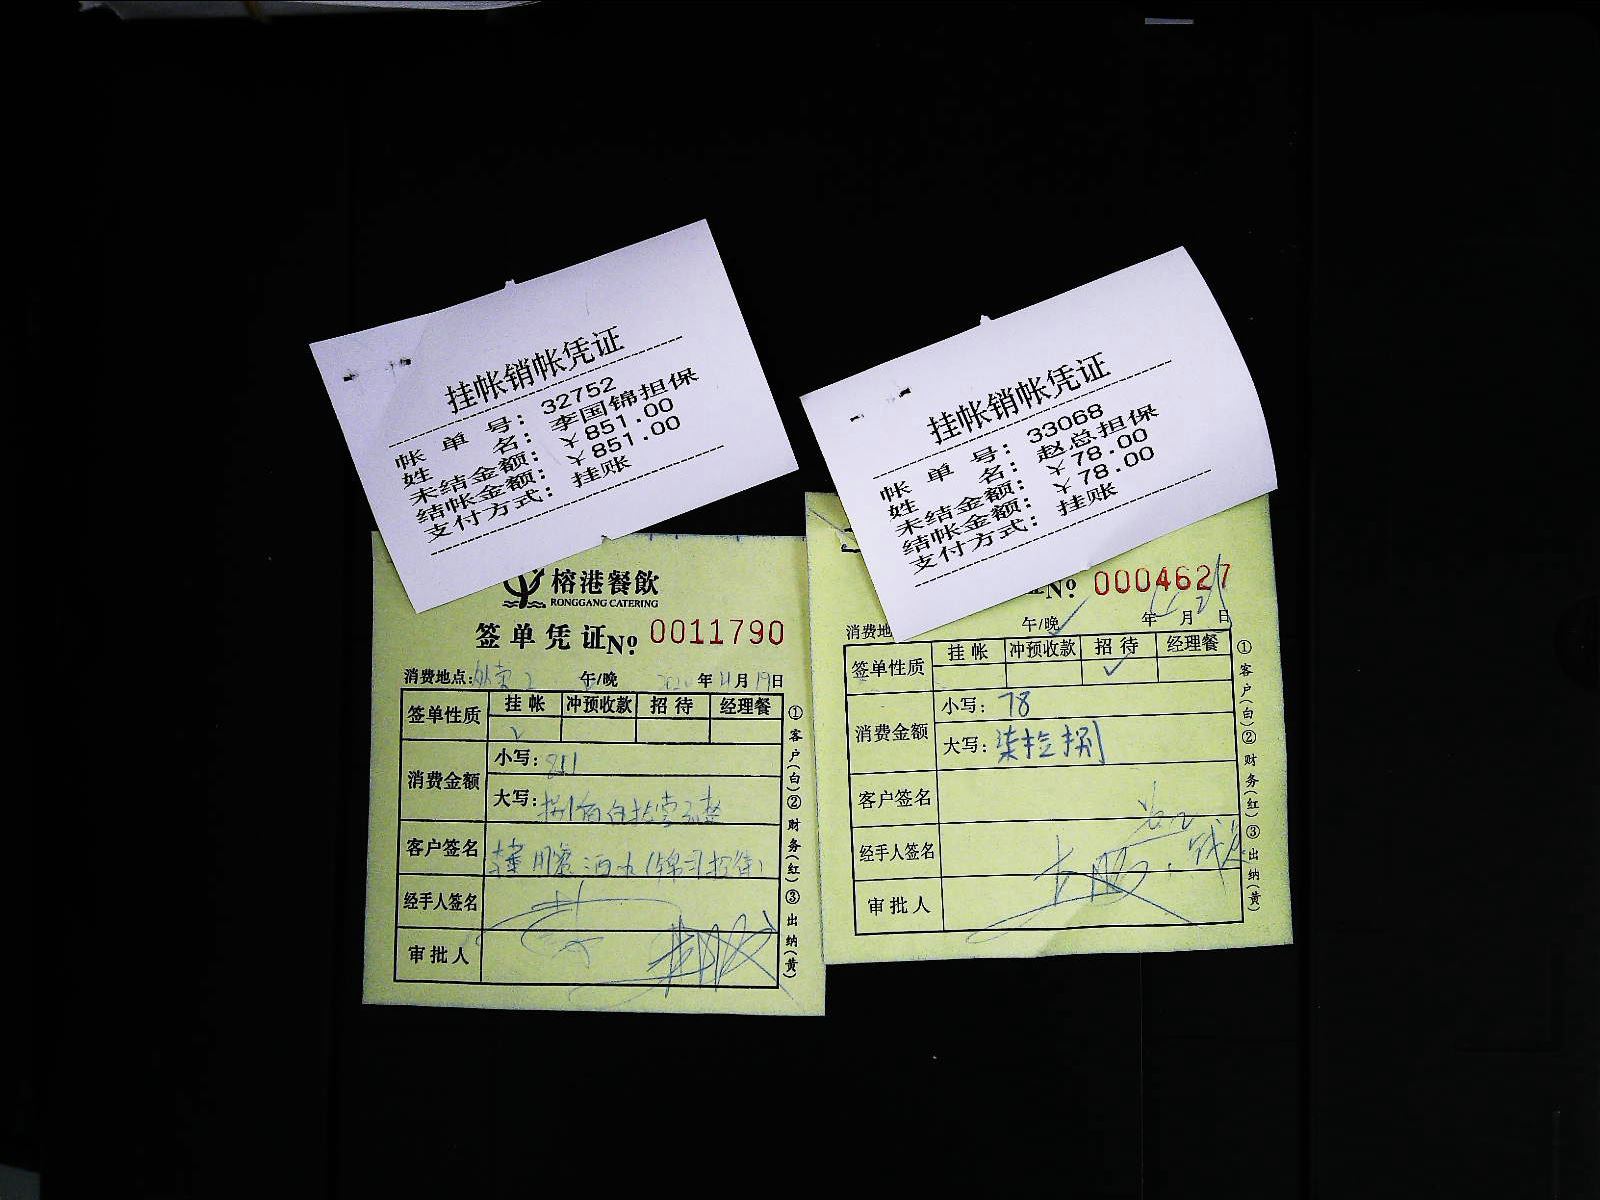 挂帐销帐凭证
帐 单 号: 32752
姓 名: 李国锦担保
未结金额: ￥851.00
结帐金额: ￥851.00
支付方式: 挂账
挂帐销帐凭证
帐 单 号: 33068
姓 名: 赵总担保
未结金额: ￥78.00
结帐金额: ￥78.00
支付方式: 挂账
榕港餐飲
RONGGANG CATERING
签单凭证No 0011790
消费地点: 午/晚 年 月19日
签单性质 挂帐 冲预收款 招待 经理餐
✓
消费金额 小写: 851
大写:
客户签名
经手人签名
审批人
①客户(白)②财务(红)③出纳(黄)
No 0004627
消费地 午/晚 年 月 日
签单性质 挂帐 冲预收款 招待 经理餐
✓
消费金额 小写: 78
大写: 柒拾捌
客户签名
经手人签名
审批人
①客户(白)②财务(红)③出纳(黄)